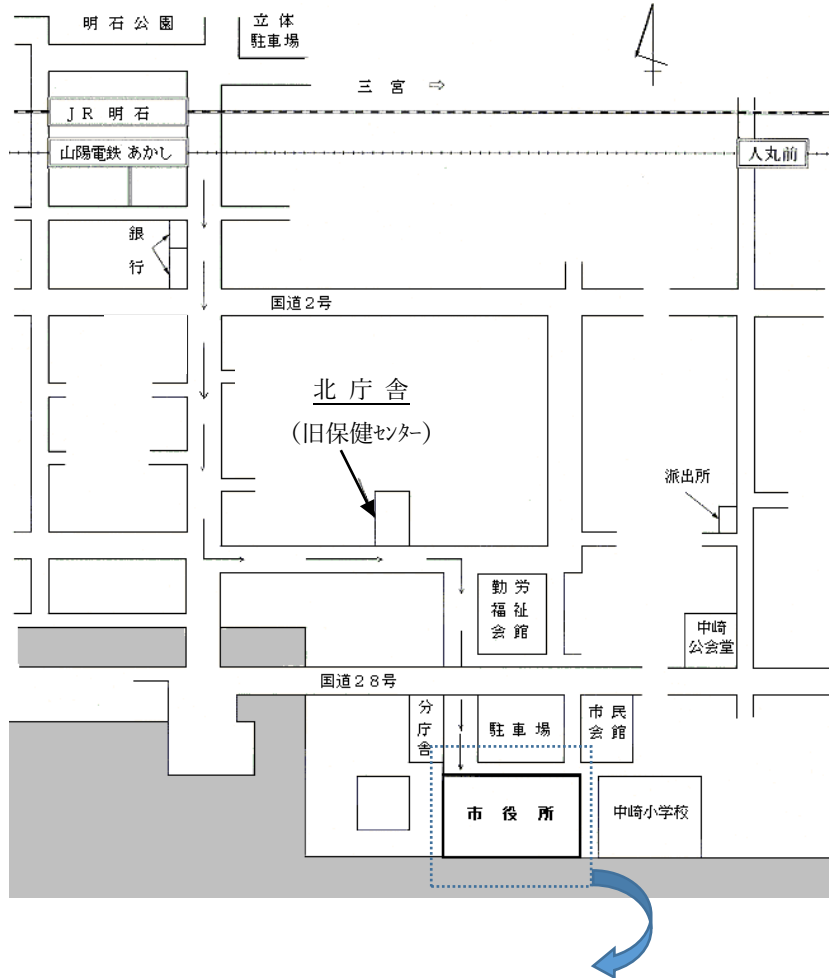 明石公園
立体
駐車場
三宮 ⇒
ＪＲ 明石
山陽電鉄 あかし
人丸前
銀
行
国道２号
北 庁 舎
（旧保健ｾﾝﾀｰ）
派出所
勤労
福祉
会館
中崎
公会堂
国道２８号
分
庁
舎
駐車場
市民
会館
市役所
中崎小学校